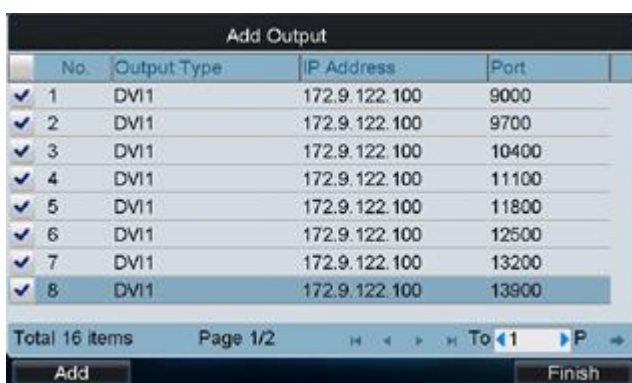 Add Output
No. Output Type IP Address Port
1 DVI1 172.9.122.100 9000
2 DVI1 172.9.122.100 9700
3 DVI1 172.9.122.100 10400
4 DVI1 172.9.122.100 11100
5 DVI1 172.9.122.100 11800
6 DVI1 172.9.122.100 12500
7 DVI1 172.9.122.100 13200
8 DVI1 172.9.122.100 13900
Total 16 items Page 1/2 To 1 P
Add Finish